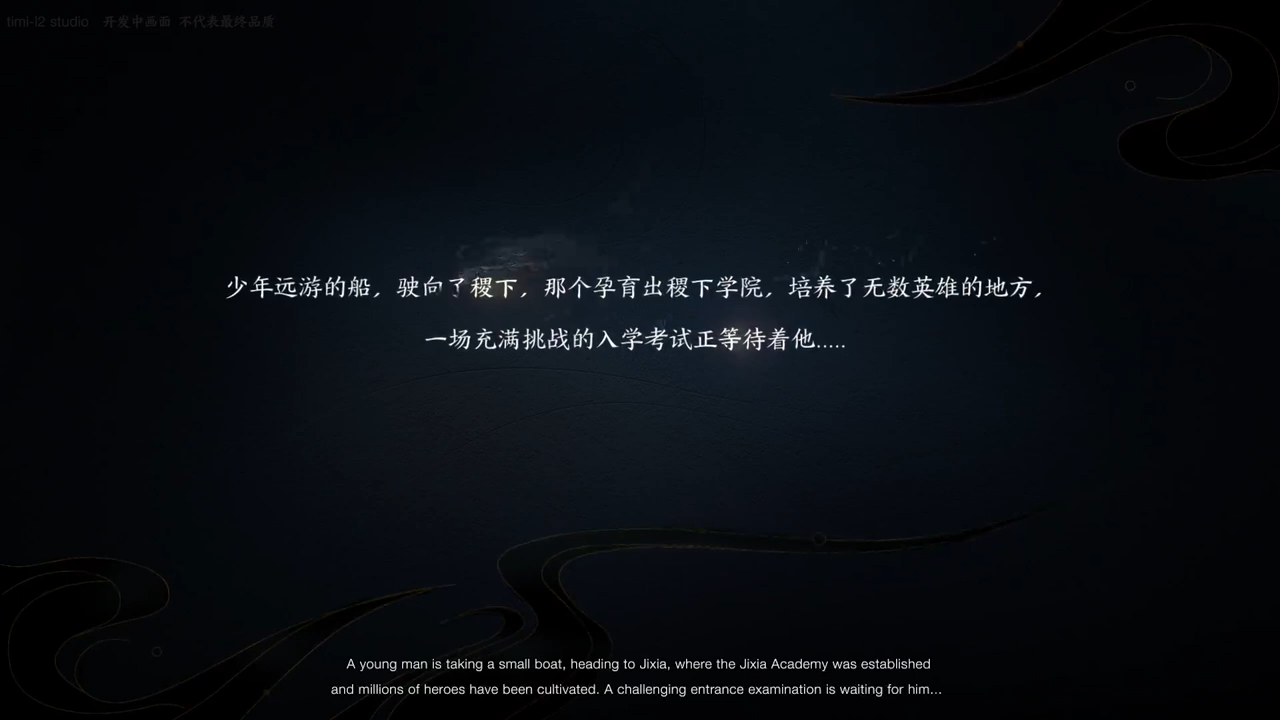 timi-l2 studio 开发中画面 不代表最终品质
少年远游的船，驶向了稷下，那个孕育出稷下学院，培养了无数英雄的地方，
一场充满挑战的入学考试正等待着他.....
A young man is taking a small boat, heading to Jixia, where the Jixia Academy was established
and millions of heroes have been cultivated. A challenging entrance examination is waiting for him...